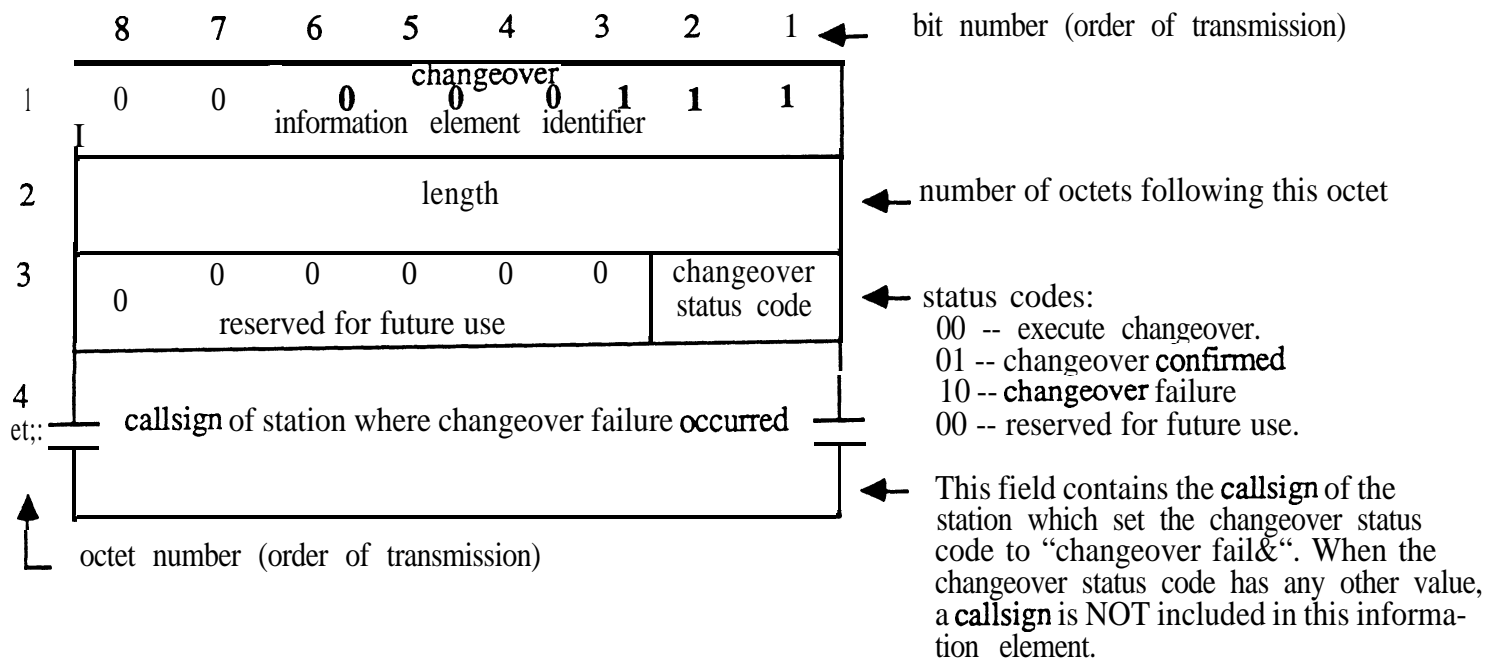 8 7 6 5 4 3 2 1 bit number (order of transmission)
changeover
1 0 0 0 0 0 1 1 1
information element identifier
I
2 length number of octets following this octet
3 0 0 0 0 0 changeover
0 status code status codes:
reserved for future use
00 -- execute changeover.
01 -- changeover confirmed
10 -- changeover failure
00 -- reserved for future use.
4
et;: callsign of station where changeover failure occurred
This field contains the callsign of the
station which set the changeover status
code to “changeover fail&“. When the
changeover status code has any other value,
a callsign is NOT included in this informa-
tion element.
octet number (order of transmission)